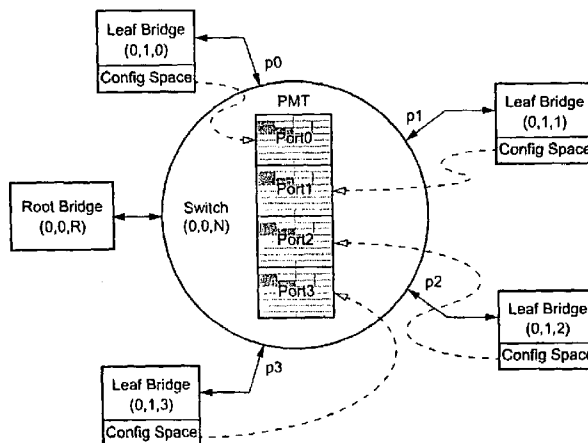 Leaf Bridge
(0,1,0)
Config Space
p0
PMT
Port0
p1
Leaf Bridge
(0,1,1)
Config Space
Port1
Root Bridge
(0,0,R)
Switch
(0,0,N)
Port2
Port3
p2
Leaf Bridge
(0,1,2)
Config Space
p3
Leaf Bridge
(0,1,3)
Config Space